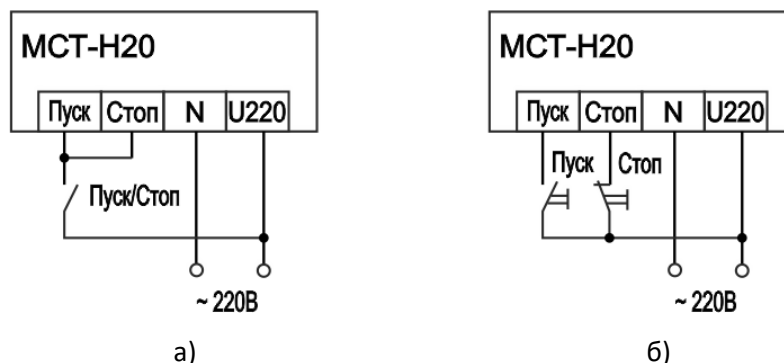 МСТ-Н20
Пуск Стоп N U220
Пуск/Стоп
~ 220В
а)
МСТ-Н20
Пуск Стоп N U220
Пуск Стоп
~ 220В
б)